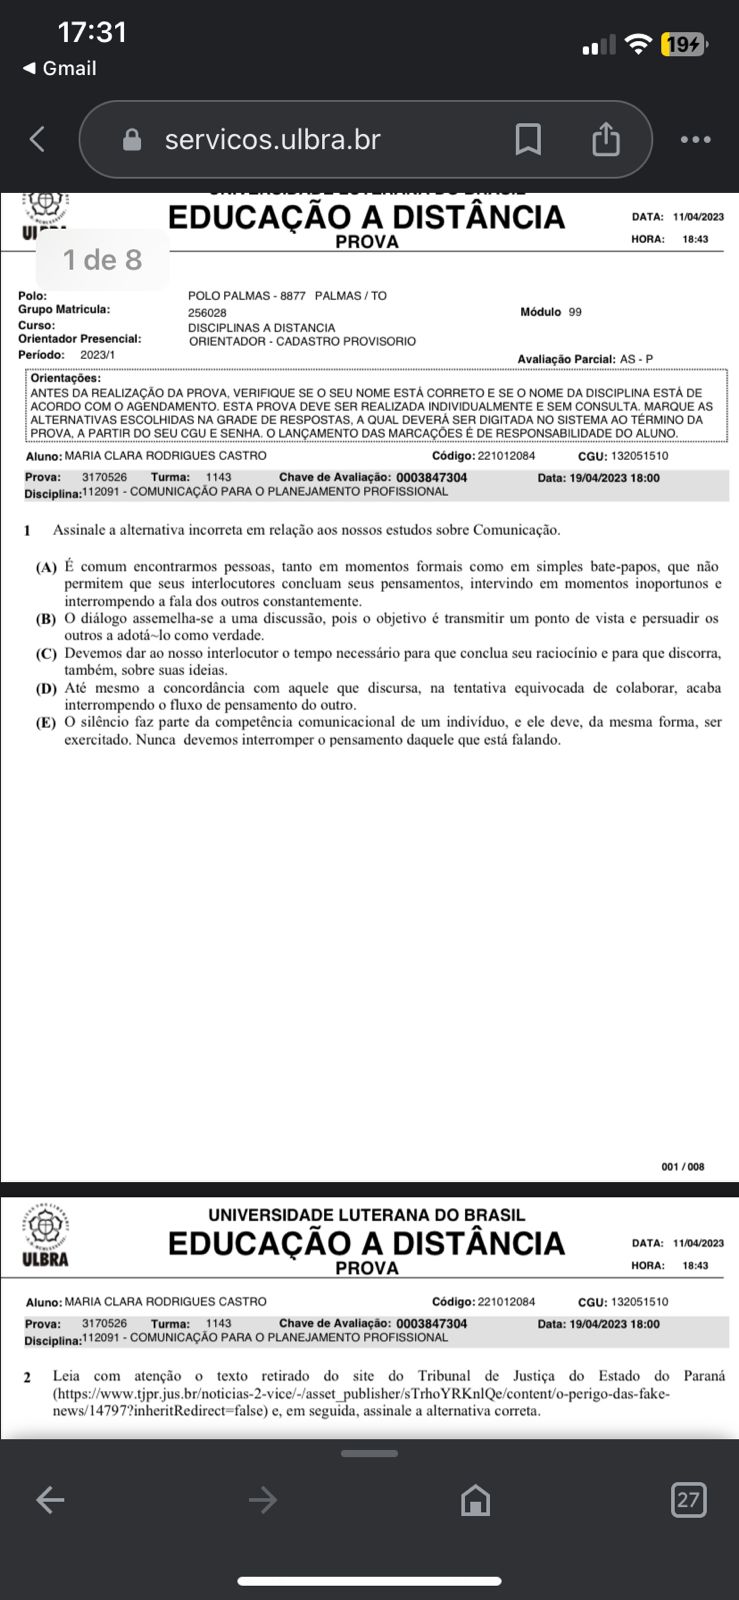 17:31
19
Gmail
servicos.ulbra.br
UNIVERSIDADE LUTERANA DO BRASIL
EDUCAÇÃO A DISTÂNCIA
PROVA
DATA: 11/04/2023
HORA: 18:43
1 de 8
Polo: POLO PALMAS - 8877 PALMAS / TO
Grupo Matricula: 256028 Módulo 99
Curso: DISCIPLINAS A DISTANCIA
Orientador Presencial: ORIENTADOR - CADASTRO PROVISORIO
Período: 2023/1 Avaliação Parcial: AS - P
Orientações:
ANTES DA REALIZAÇÃO DA PROVA, VERIFIQUE SE O SEU NOME ESTÁ CORRETO E SE O NOME DA DISCIPLINA ESTÁ DE
ACORDO COM O AGENDAMENTO. ESTA PROVA DEVE SER REALIZADA INDIVIDUALMENTE E SEM CONSULTA. MARQUE AS
ALTERNATIVAS ESCOLHIDAS NA GRADE DE RESPOSTAS, A QUAL DEVERÁ SER DIGITADA NO SISTEMA AO TÉRMINO DA
PROVA, A PARTIR DO SEU CGU E SENHA. O LANÇAMENTO DAS MARCAÇÕES É DE RESPONSABILIDADE DO ALUNO.
Aluno: MARIA CLARA RODRIGUES CASTRO Código: 221012084 CGU: 132051510
Prova: 3170526 Turma: 1143 Chave de Avaliação: 0003847304 Data: 19/04/2023 18:00
Disciplina: 112091 - COMUNICAÇÃO PARA O PLANEJAMENTO PROFISSIONAL
1 Assinale a alternativa incorreta em relação aos nossos estudos sobre Comunicação.
(A) É comum encontrarmos pessoas, tanto em momentos formais como em simples bate-papos, que não
permitem que seus interlocutores concluam seus pensamentos, intervindo em momentos inoportunos e
interrompendo a fala dos outros constantemente.
(B) O diálogo assemelha-se a uma discussão, pois o objetivo é transmitir um ponto de vista e persuadir os
outros a adotá~lo como verdade.
(C) Devemos dar ao nosso interlocutor o tempo necessário para que conclua seu raciocínio e para que discorra,
também, sobre suas ideias.
(D) Até mesmo a concordância com aquele que discursa, na tentativa equivocada de colaborar, acaba
interrompendo o fluxo de pensamento do outro.
(E) O silêncio faz parte da competência comunicacional de um indivíduo, e ele deve, da mesma forma, ser
exercitado. Nunca devemos interromper o pensamento daquele que está falando.
001 / 008
ULBRA
UNIVERSIDADE LUTERANA DO BRASIL
EDUCAÇÃO A DISTÂNCIA
PROVA
DATA: 11/04/2023
HORA: 18:43
Aluno: MARIA CLARA RODRIGUES CASTRO Código: 221012084 CGU: 132051510
Prova: 3170526 Turma: 1143 Chave de Avaliação: 0003847304 Data: 19/04/2023 18:00
Disciplina: 112091 - COMUNICAÇÃO PARA O PLANEJAMENTO PROFISSIONAL
2 Leia com atenção o texto retirado do site do Tribunal de Justiça do Estado do Paraná
(https://www.tjpr.jus.br/noticias-2-vice/-/asset_publisher/sTrhoYRKnlQe/content/o-perigo-das-fake-
news/14797?inheritRedirect=false) e, em seguida, assinale a alternativa correta.
27